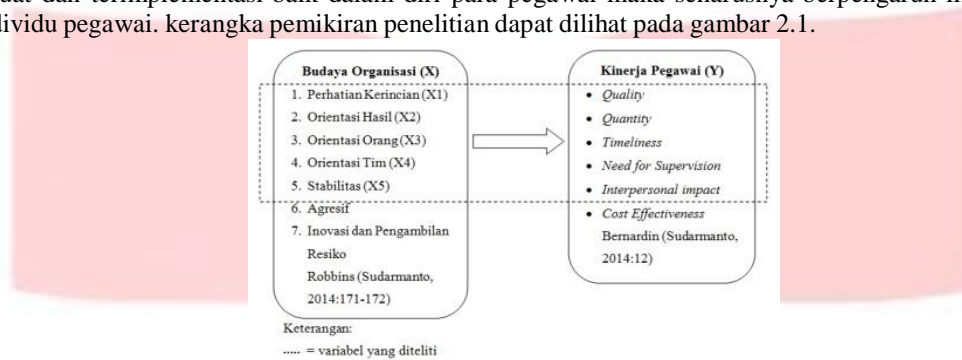 dividu pegawai. kerangka pemikiran penelitian dapat dilihat pada gambar 2.1.
Budaya Organisasi (X)
1. Perhatian Kerincian (X1)
2. Orientasi Hasil (X2)
3. Orientasi Orang (X3)
4. Orientasi Tim (X4)
5. Stabilitas (X5)
6. Agresif
7. Inovasi dan Pengambilan
Resiko
Robbins (Sudarmanto,
2014:171-172)
Kinerja Pegawai (Y)
• Quality
• Quantity
• Timeliness
• Need for Supervision
• Interpersonal impact
• Cost Effectiveness
Bernardin (Sudarmanto,
2014:12)
Keterangan:
..... = variabel yang diteliti